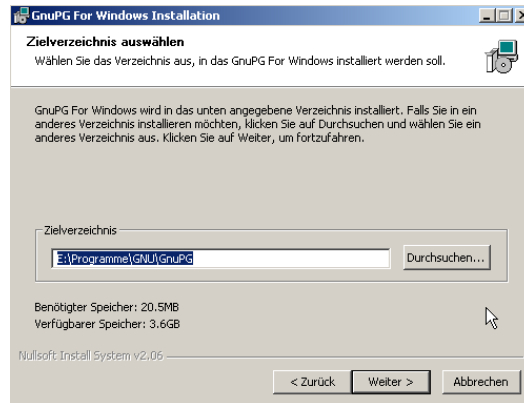 GnuPG For Windows Installation
Zielverzeichnis auswählen
Wählen Sie das Verzeichnis aus, in das GnuPG For Windows installiert werden soll.
GnuPG For Windows wird in das unten angegebene Verzeichnis installiert. Falls Sie in ein
anderes Verzeichnis installieren möchten, klicken Sie auf Durchsuchen und wählen Sie ein
anderes Verzeichnis aus. Klicken Sie auf Weiter, um fortzufahren.
Zielverzeichnis
E:\Programme\GNU\GnuPG
Durchsuchen...
Benötigter Speicher: 20.5MB
Verfügbarer Speicher: 3.6GB
Nullsoft Install System v2.06
< Zurück
Weiter >
Abbrechen